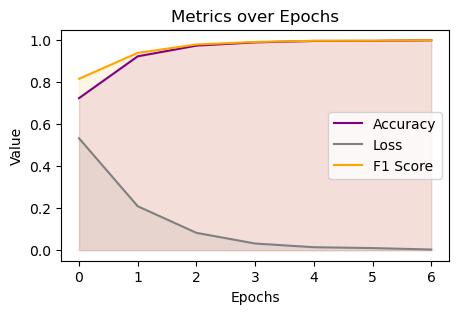 Metrics over Epochs
Value
1.0
0.8
0.6
0.4
0.2
0.0
Accuracy
Loss
F1 Score
0 1 2 3 4 5 6
Epochs